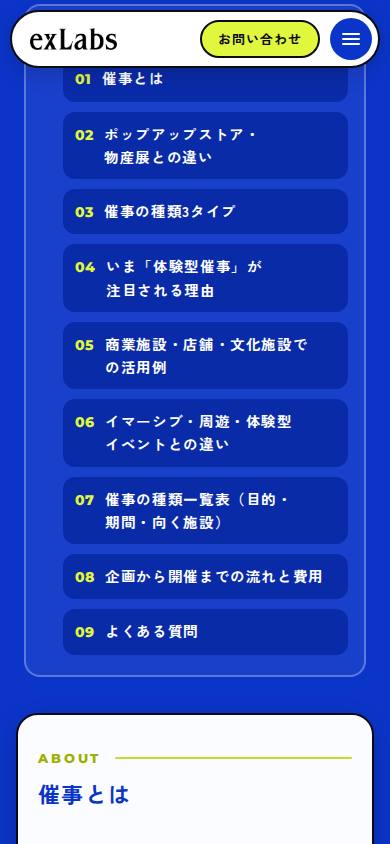 exLabs
お問い合わせ
01 催事とは
02 ポップアップストア・
物産展との違い
03 催事の種類3タイプ
04 いま「体験型催事」が
注目される理由
05 商業施設・店舗・文化施設で
の活用例
06 イマーシブ・周遊・体験型
イベントとの違い
07 催事の種類一覧表（目的・
期間・向く施設）
08 企画から開催までの流れと費用
09 よくある質問
ABOUT
催事とは